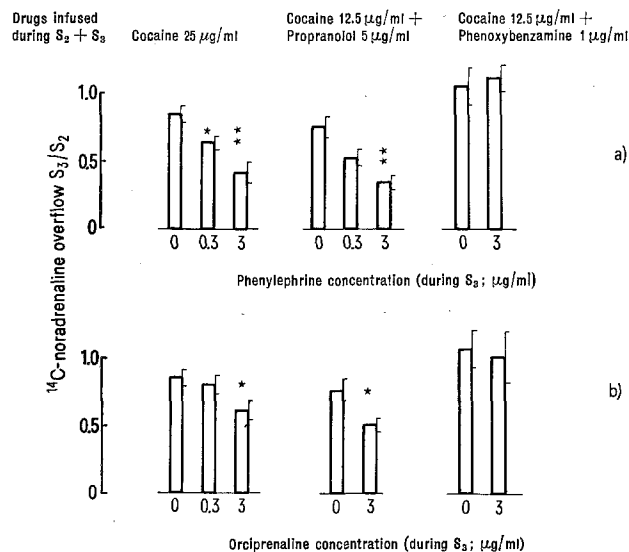 Drugs infused
during S₂ + S₃
Cocaine 25 µg/ml
Cocaine 12.5 µg/ml +
Propranolol 5 µg/ml
Cocaine 12.5 µg/ml +
Phenoxybenzamine 1 µg/ml
¹⁴C-noradrenaline overflow S₃/S₂
1.0
0.5
0
* ** **
a)
0 0.3 3 0 0.3 3 0 3
Phenylephrine concentration (during S₃; µg/ml)
1.0
0.5
0
* *
b)
0 0.3 3 0 3 0 3
Orciprenaline concentration (during S₃; µg/ml)